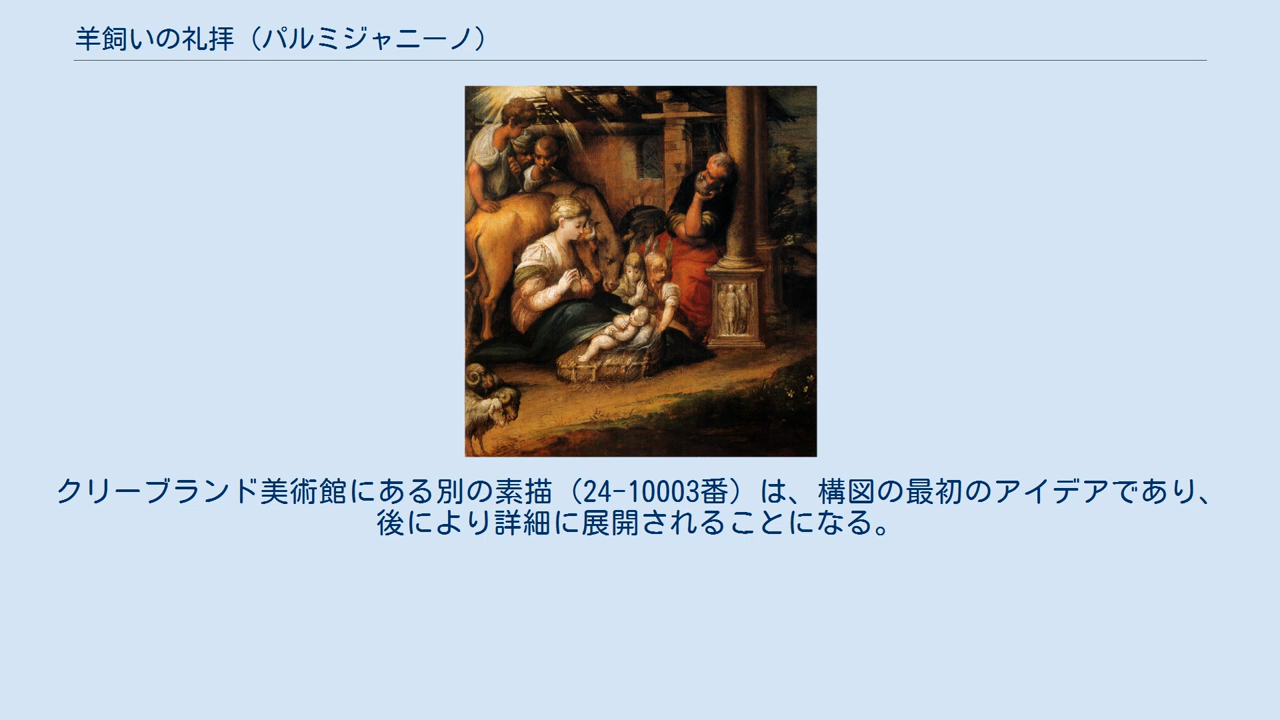 羊飼いの礼拝（パルミジャニーノ）
クリーブランド美術館にある別の素描（24-10003番）は、構図の最初のアイデアであり、
後により詳細に展開されることになる。